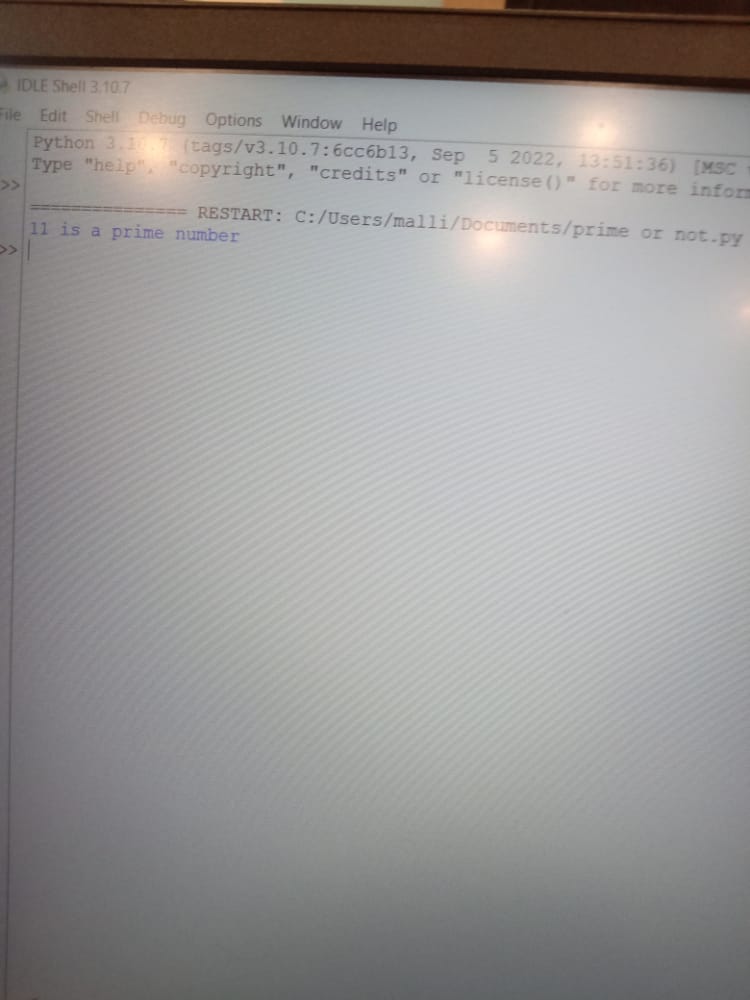 IDLE Shell 3.10.7
File Edit Shell Debug Options Window Help
Python 3.10.7 (tags/v3.10.7:6cc6b13, Sep 5 2022, 13:51:36) [MSC
Type "help", "copyright", "credits" or "license()" for more infor
>>
=============== RESTART: C:/Users/malli/Documents/prime or not.py
11 is a prime number
>>